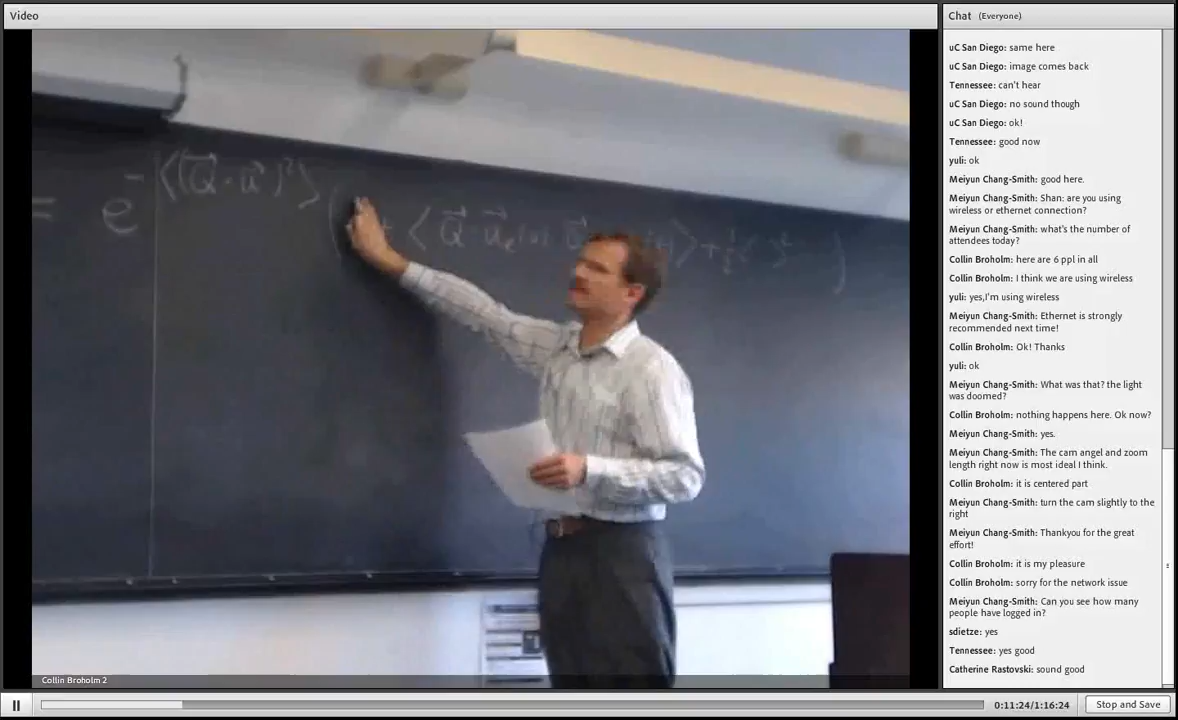 Video
= e^{-⟨(Q⃗·u⃗)²⟩}
⟨Q⃗·u⃗
Collin Broholm 2
Chat (Everyone)
uC San Diego: same here
uC San Diego: image comes back
Tennessee: can't hear
uC San Diego: no sound though
uC San Diego: ok!
Tennessee: good now
yuli: ok
Meiyun Chang-Smith: good here.
Meiyun Chang-Smith: Shan: are you using
wireless or ethernet connection?
Meiyun Chang-Smith: what's the number of
attendees today?
Collin Broholm: here are 6 ppl in all
Collin Broholm: I think we are using wireless
yuli: yes,I'm using wireless
Meiyun Chang-Smith: Ethernet is strongly
recommended next time!
Collin Broholm: Ok! Thanks
yuli: ok
Meiyun Chang-Smith: What was that? the light
was doomed?
Collin Broholm: nothing happens here. Ok now?
Meiyun Chang-Smith: yes.
Meiyun Chang-Smith: The cam angel and zoom
length right now is most ideal I think.
Collin Broholm: it is centered part
Meiyun Chang-Smith: turn the cam slightly to the
right
Meiyun Chang-Smith: Thankyou for the great
effort!
Collin Broholm: it is my pleasure
Collin Broholm: sorry for the network issue
Meiyun Chang-Smith: Can you see how many
people have logged in?
sdietze: yes
Tennessee: yes good
Catherine Rastovski: sound good
0:11:24/1:16:24
Stop and Save